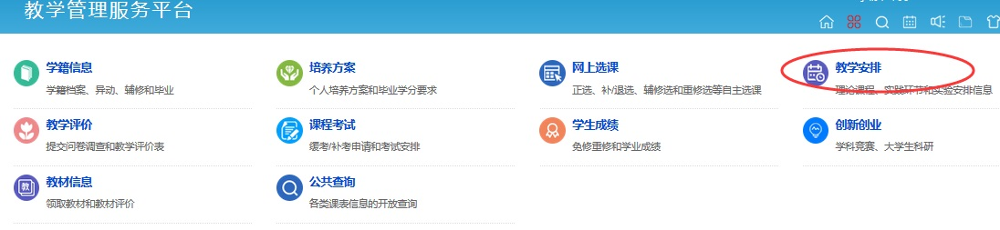 教学管理服务平台
学籍信息
学籍档案、异动、辅修和毕业
培养方案
个人培养方案和毕业学分要求
网上选课
正选、补/退选、辅修选和重修选等自主选课
教学安排
理论课程、实践环节和实验安排信息
教学评价
提交问卷调查和教学评价表
课程考试
缓考/补考申请和考试安排
学生成绩
免修重修和学业成绩
创新创业
学科竞赛、大学生科研
教材信息
领取教材和教材评价
公共查询
各类课表信息的开放查询
教